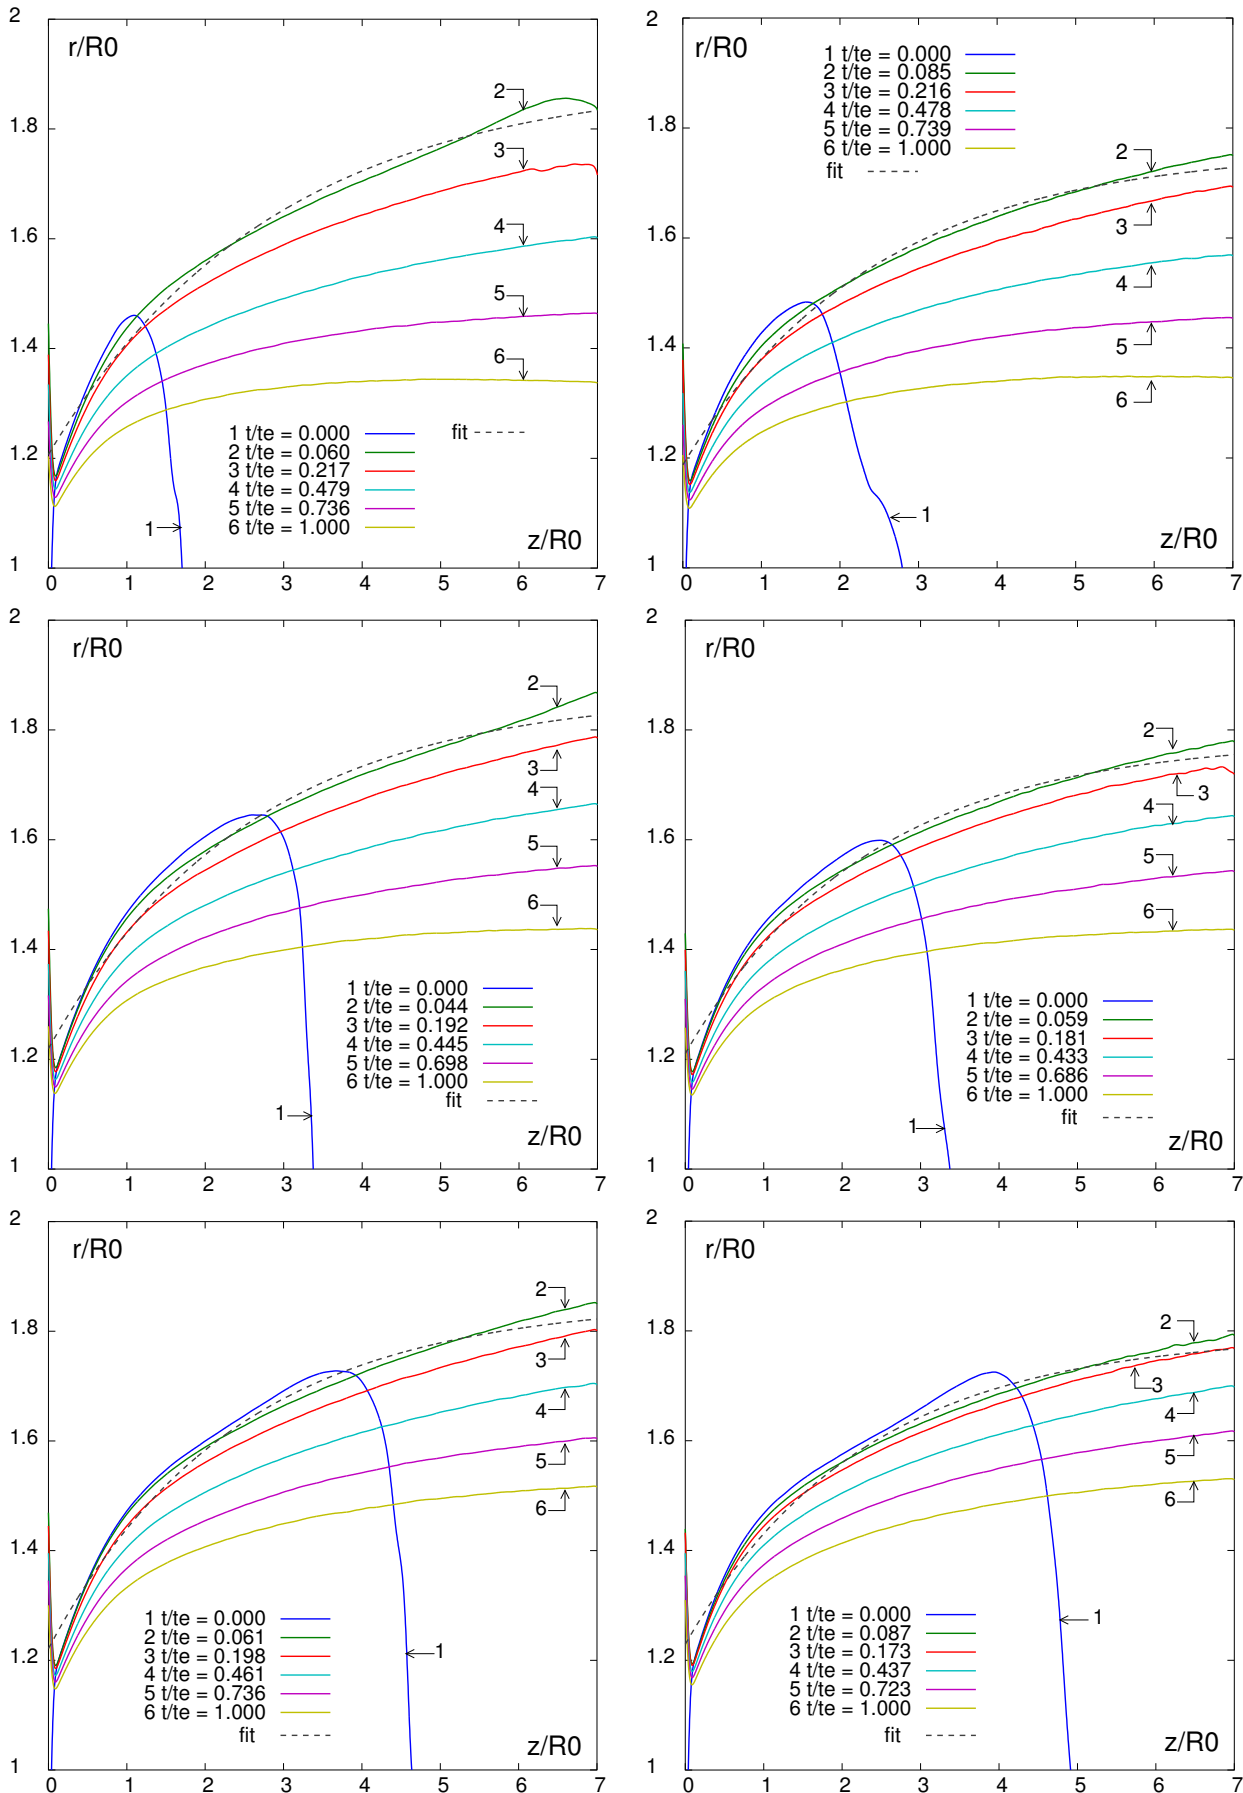 2
r/R0
1.8
1.6
1.4
1.2
1
2
3
4
5
6
1 t/te = 0.000
2 t/te = 0.060
3 t/te = 0.217
4 t/te = 0.479
5 t/te = 0.736
6 t/te = 1.000
fit
1
z/R0
0 1 2 3 4 5 6 7
2
r/R0
1 t/te = 0.000
2 t/te = 0.085
3 t/te = 0.216
4 t/te = 0.478
5 t/te = 0.739
6 t/te = 1.000
fit
1.8
1.6
1.4
1.2
1
2
3
4
5
6
1
z/R0
0 1 2 3 4 5 6 7
2
r/R0
1.8
1.6
1.4
1.2
1
2
3
4
5
6
1 t/te = 0.000
2 t/te = 0.044
3 t/te = 0.192
4 t/te = 0.445
5 t/te = 0.698
6 t/te = 1.000
fit
1
z/R0
0 1 2 3 4 5 6 7
2
r/R0
1.8
1.6
1.4
1.2
1
2
3
4
5
6
1 t/te = 0.000
2 t/te = 0.059
3 t/te = 0.181
4 t/te = 0.433
5 t/te = 0.686
6 t/te = 1.000
fit
1
z/R0
0 1 2 3 4 5 6 7
2
r/R0
1.8
1.6
1.4
1.2
1
2
3
4
5
6
1 t/te = 0.000
2 t/te = 0.061
3 t/te = 0.198
4 t/te = 0.461
5 t/te = 0.736
6 t/te = 1.000
fit
1
z/R0
0 1 2 3 4 5 6 7
2
r/R0
1.8
1.6
1.4
1.2
1
2
3
4
5
6
1 t/te = 0.000
2 t/te = 0.087
3 t/te = 0.173
4 t/te = 0.437
5 t/te = 0.723
6 t/te = 1.000
fit
1
z/R0
0 1 2 3 4 5 6 7